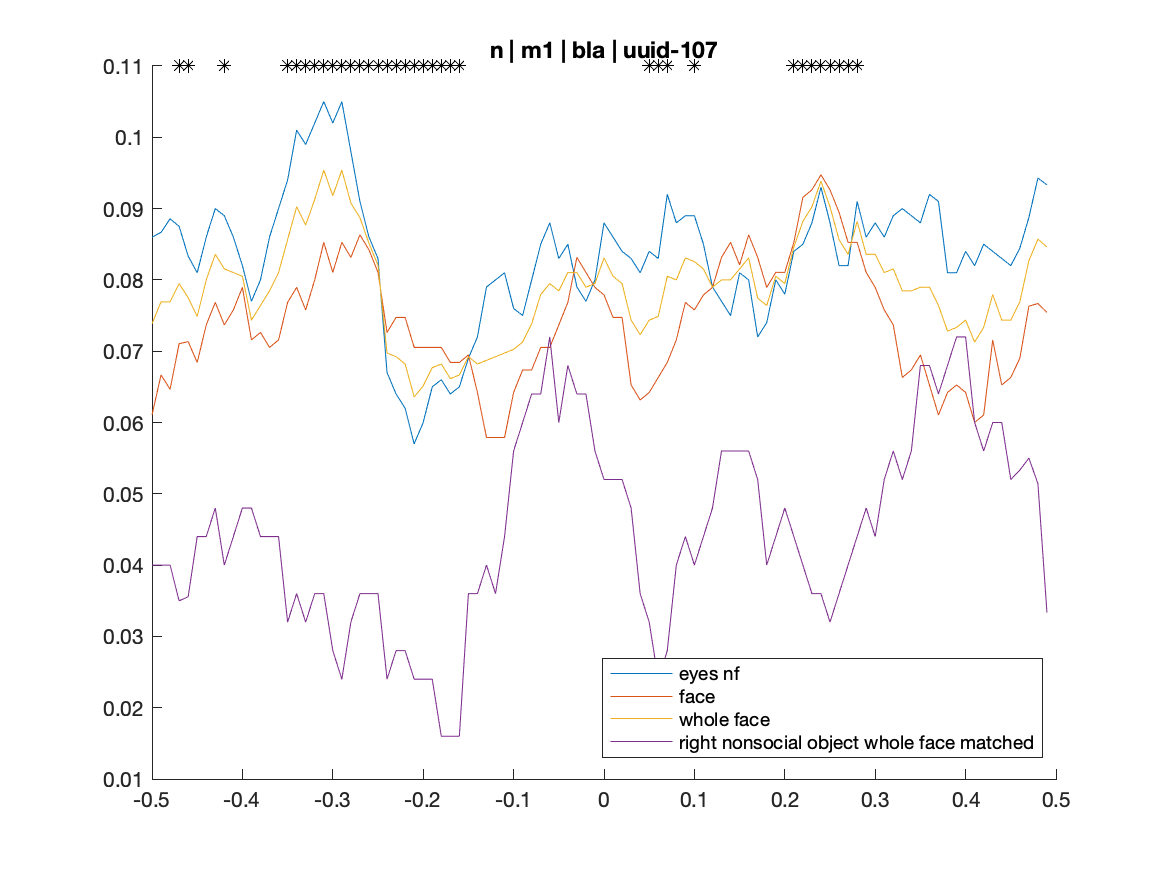 n | m1 | bla | uuid-107
0.11
0.1
0.09
0.08
0.07
0.06
0.05
0.04
0.03
0.02
0.01
eyes nf
face
whole face
right nonsocial object whole face matched
-0.5 -0.4 -0.3 -0.2 -0.1 0 0.1 0.2 0.3 0.4 0.5